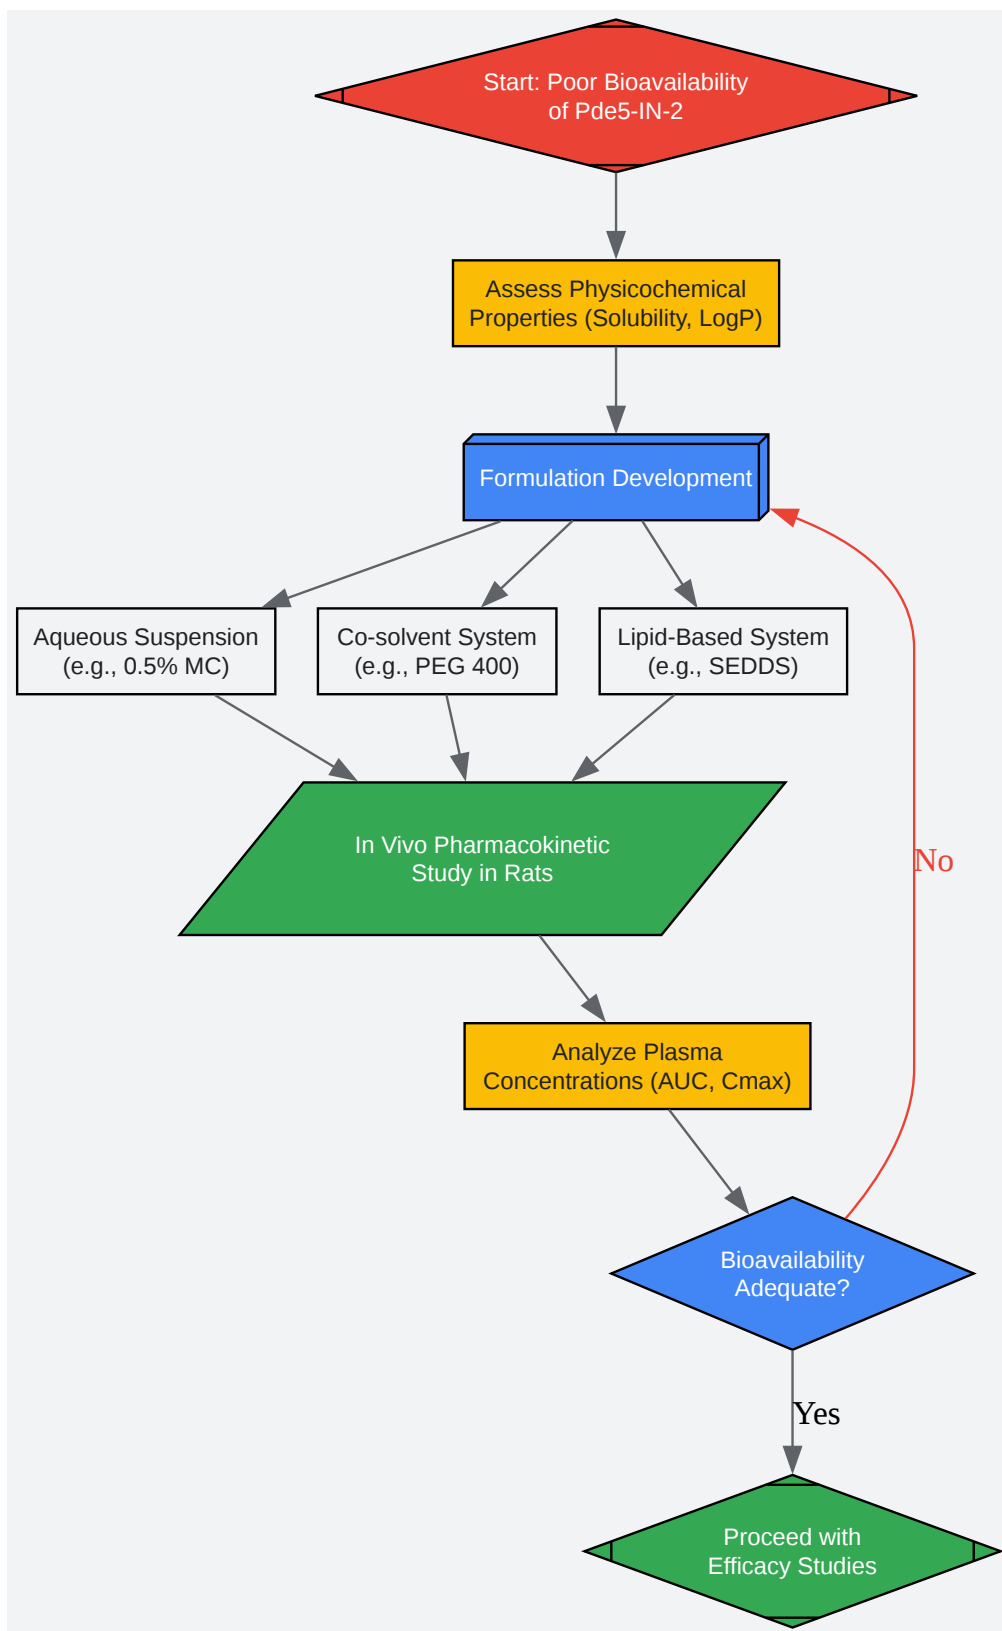 Start: Poor Bioavailability
of Pde5-IN-2
Assess Physicochemical
Properties (Solubility, LogP)
Formulation Development
Aqueous Suspension
(e.g., 0.5% MC)
Co-solvent System
(e.g., PEG 400)
Lipid-Based System
(e.g., SEDDS)
In Vivo Pharmacokinetic
Study in Rats
No
Analyze Plasma
Concentrations (AUC, Cmax)
Bioavailability
Adequate?
Yes
Proceed with
Efficacy Studies